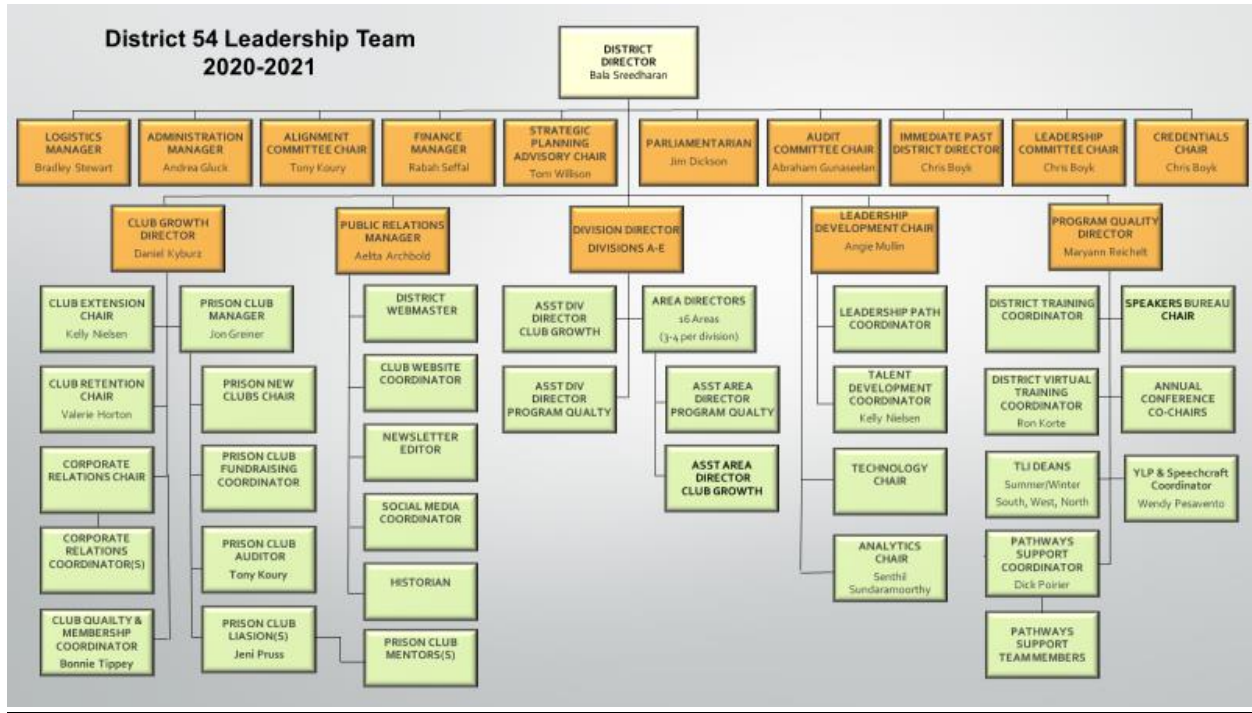 District 54 Leadership Team
2020-2021
DISTRICT
DIRECTOR
Bala Sreedharan
LOGISTICS
MANAGER
Bradley Stewart
ADMINISTRATION
MANAGER
Andrea Gluck
ALIGNMENT
COMMITTEE CHAIR
Tony Koury
FINANCE
MANAGER
Rabah Seffal
STRATEGIC
PLANNING
ADVISORY CHAIR
Tom Willison
PARLIAMENTARIAN
Jim Dickson
AUDIT
COMMITTEE CHAIR
Abraham Gunaseelan
IMMEDIATE PAST
DISTRICT DIRECTOR
Chris Boyk
LEADERSHIP
COMMITTEE CHAIR
Chris Boyk
CREDENTIALS
CHAIR
Chris Boyk
CLUB GROWTH
DIRECTOR
Daniel Kyburz
PUBLIC RELATIONS
MANAGER
Aelita Archbold
DIVISION DIRECTOR
DIVISIONS A-E
LEADERSHIP
DEVELOPMENT CHAIR
Angie Mullin
PROGRAM QUALITY
DIRECTOR
Maryann Reichelt
CLUB EXTENSION
CHAIR
Kelly Nielsen
CLUB RETENTION
CHAIR
Valerie Horton
CORPORATE
RELATIONS CHAIR
CORPORATE
RELATIONS
COORDINATOR(S)
CLUB QUAILTY &
MEMBERSHP
COORDINATOR
Bonnie Tippey
PRISON CLUB
MANAGER
Jon Greiner
PRISON NEW
CLUBS CHAIR
PRISON CLUB
FUNDRAISING
COORDINATOR
PRISON CLUB
AUDITOR
Tony Koury
PRISON CLUB
LIASION(S)
Jeni Pruss
DISTRICT
WEBMASTER
CLUB WEBSITE
COORDINATOR
NEWSLETTER
EDITOR
SOCIAL MEDIA
COORDINATOR
HISTORIAN
PRISON CLUB
MENTORS(S)
ASST DIV
DIRECTOR
CLUB GROWTH
ASST DIV
DIRECTOR
PROGRAM QUALTY
AREA DIRECTORS
16 Areas
(3-4 per division)
ASST AREA
DIRECTOR
PROGRAM QUALTY
ASST AREA
DIRECTOR
CLUB GROWTH
LEADERSHIP PATH
COORDINATOR
TALENT
DEVELOPMENT
COORDINATOR
Kelly Nielsen
TECHNOLOGY
CHAIR
ANALYTICS
CHAIR
Senthil
Sundaramoorthy
DISTRICT TRAINING
COORDINATOR
DISTRICT VIRTUAL
TRAINING
COORDINATOR
Ron Korte
TLI DEANS
Summer/Winter
South, West, North
PATHWAYS
SUPPORT
COORDINATOR
Dick Poirier
PATHWAYS
SUPPORT
TEAM MEMBERS
SPEAKERS BUREAU
CHAIR
ANNUAL
CONFERENCE
CO-CHAIRS
YLP & Speechcraft
Coordinator
Wendy Pesavento